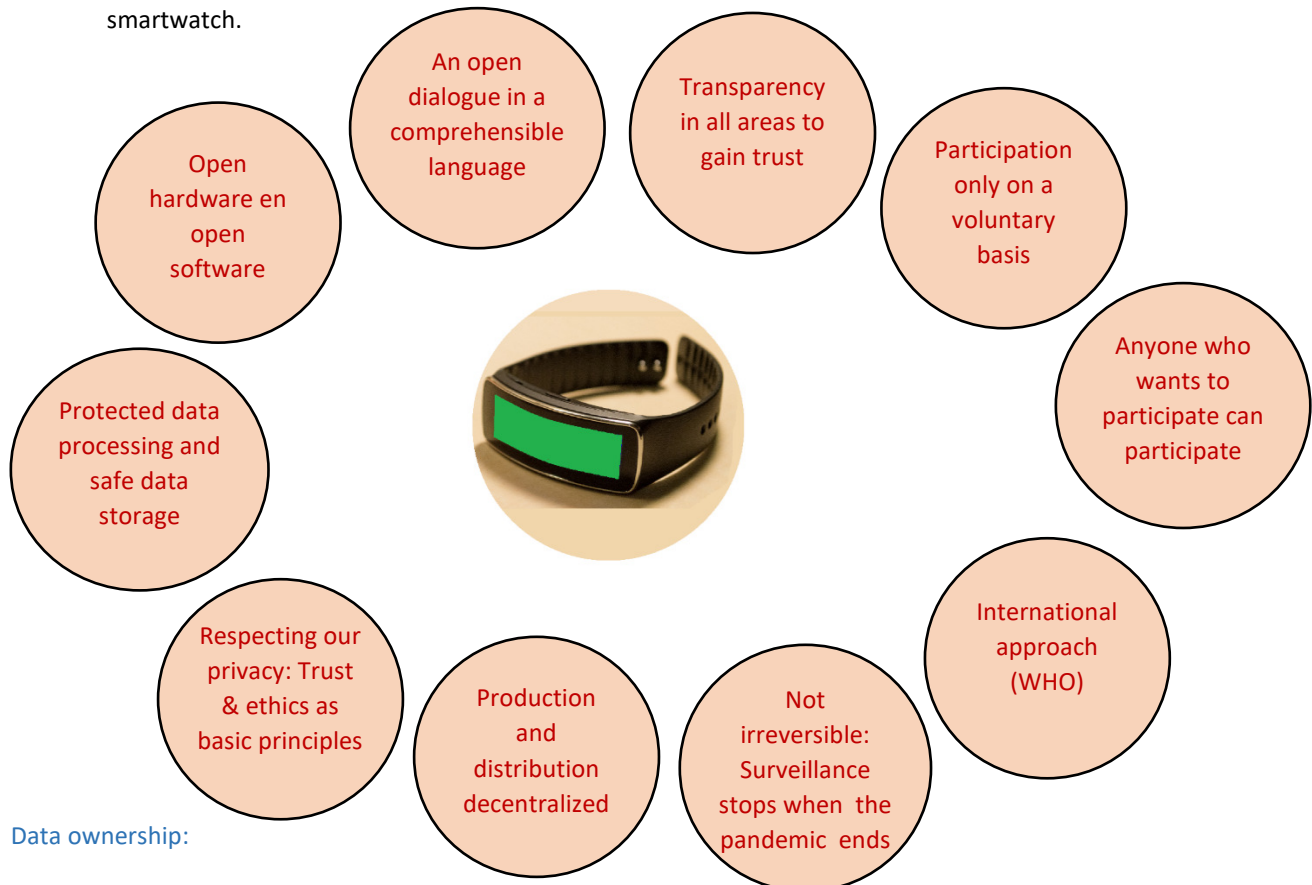 smartwatch.
An open
dialogue in a
comprehensible
language
Transparency
in all areas to
gain trust
Participation
only on a
voluntary
basis
Anyone who
wants to
participate can
participate
International
approach
(WHO)
Not
irreversible:
Surveillance
stops when the
pandemic ends
Production
and
distribution
decentralized
Respecting our
privacy: Trust
& ethics as
basic principles
Protected data
processing and
safe data
storage
Open
hardware en
open
software
Data ownership: